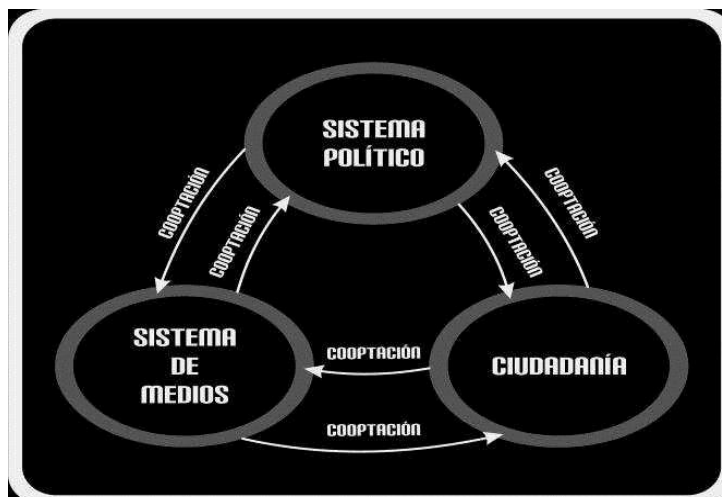 SISTEMA
POLÍTICO
COOPTACIÓN
COOPTACIÓN
COOPTACIÓN
COOPTACIÓN
SISTEMA
DE
MEDIOS
COOPTACIÓN
CIUDADANÍA
COOPTACIÓN